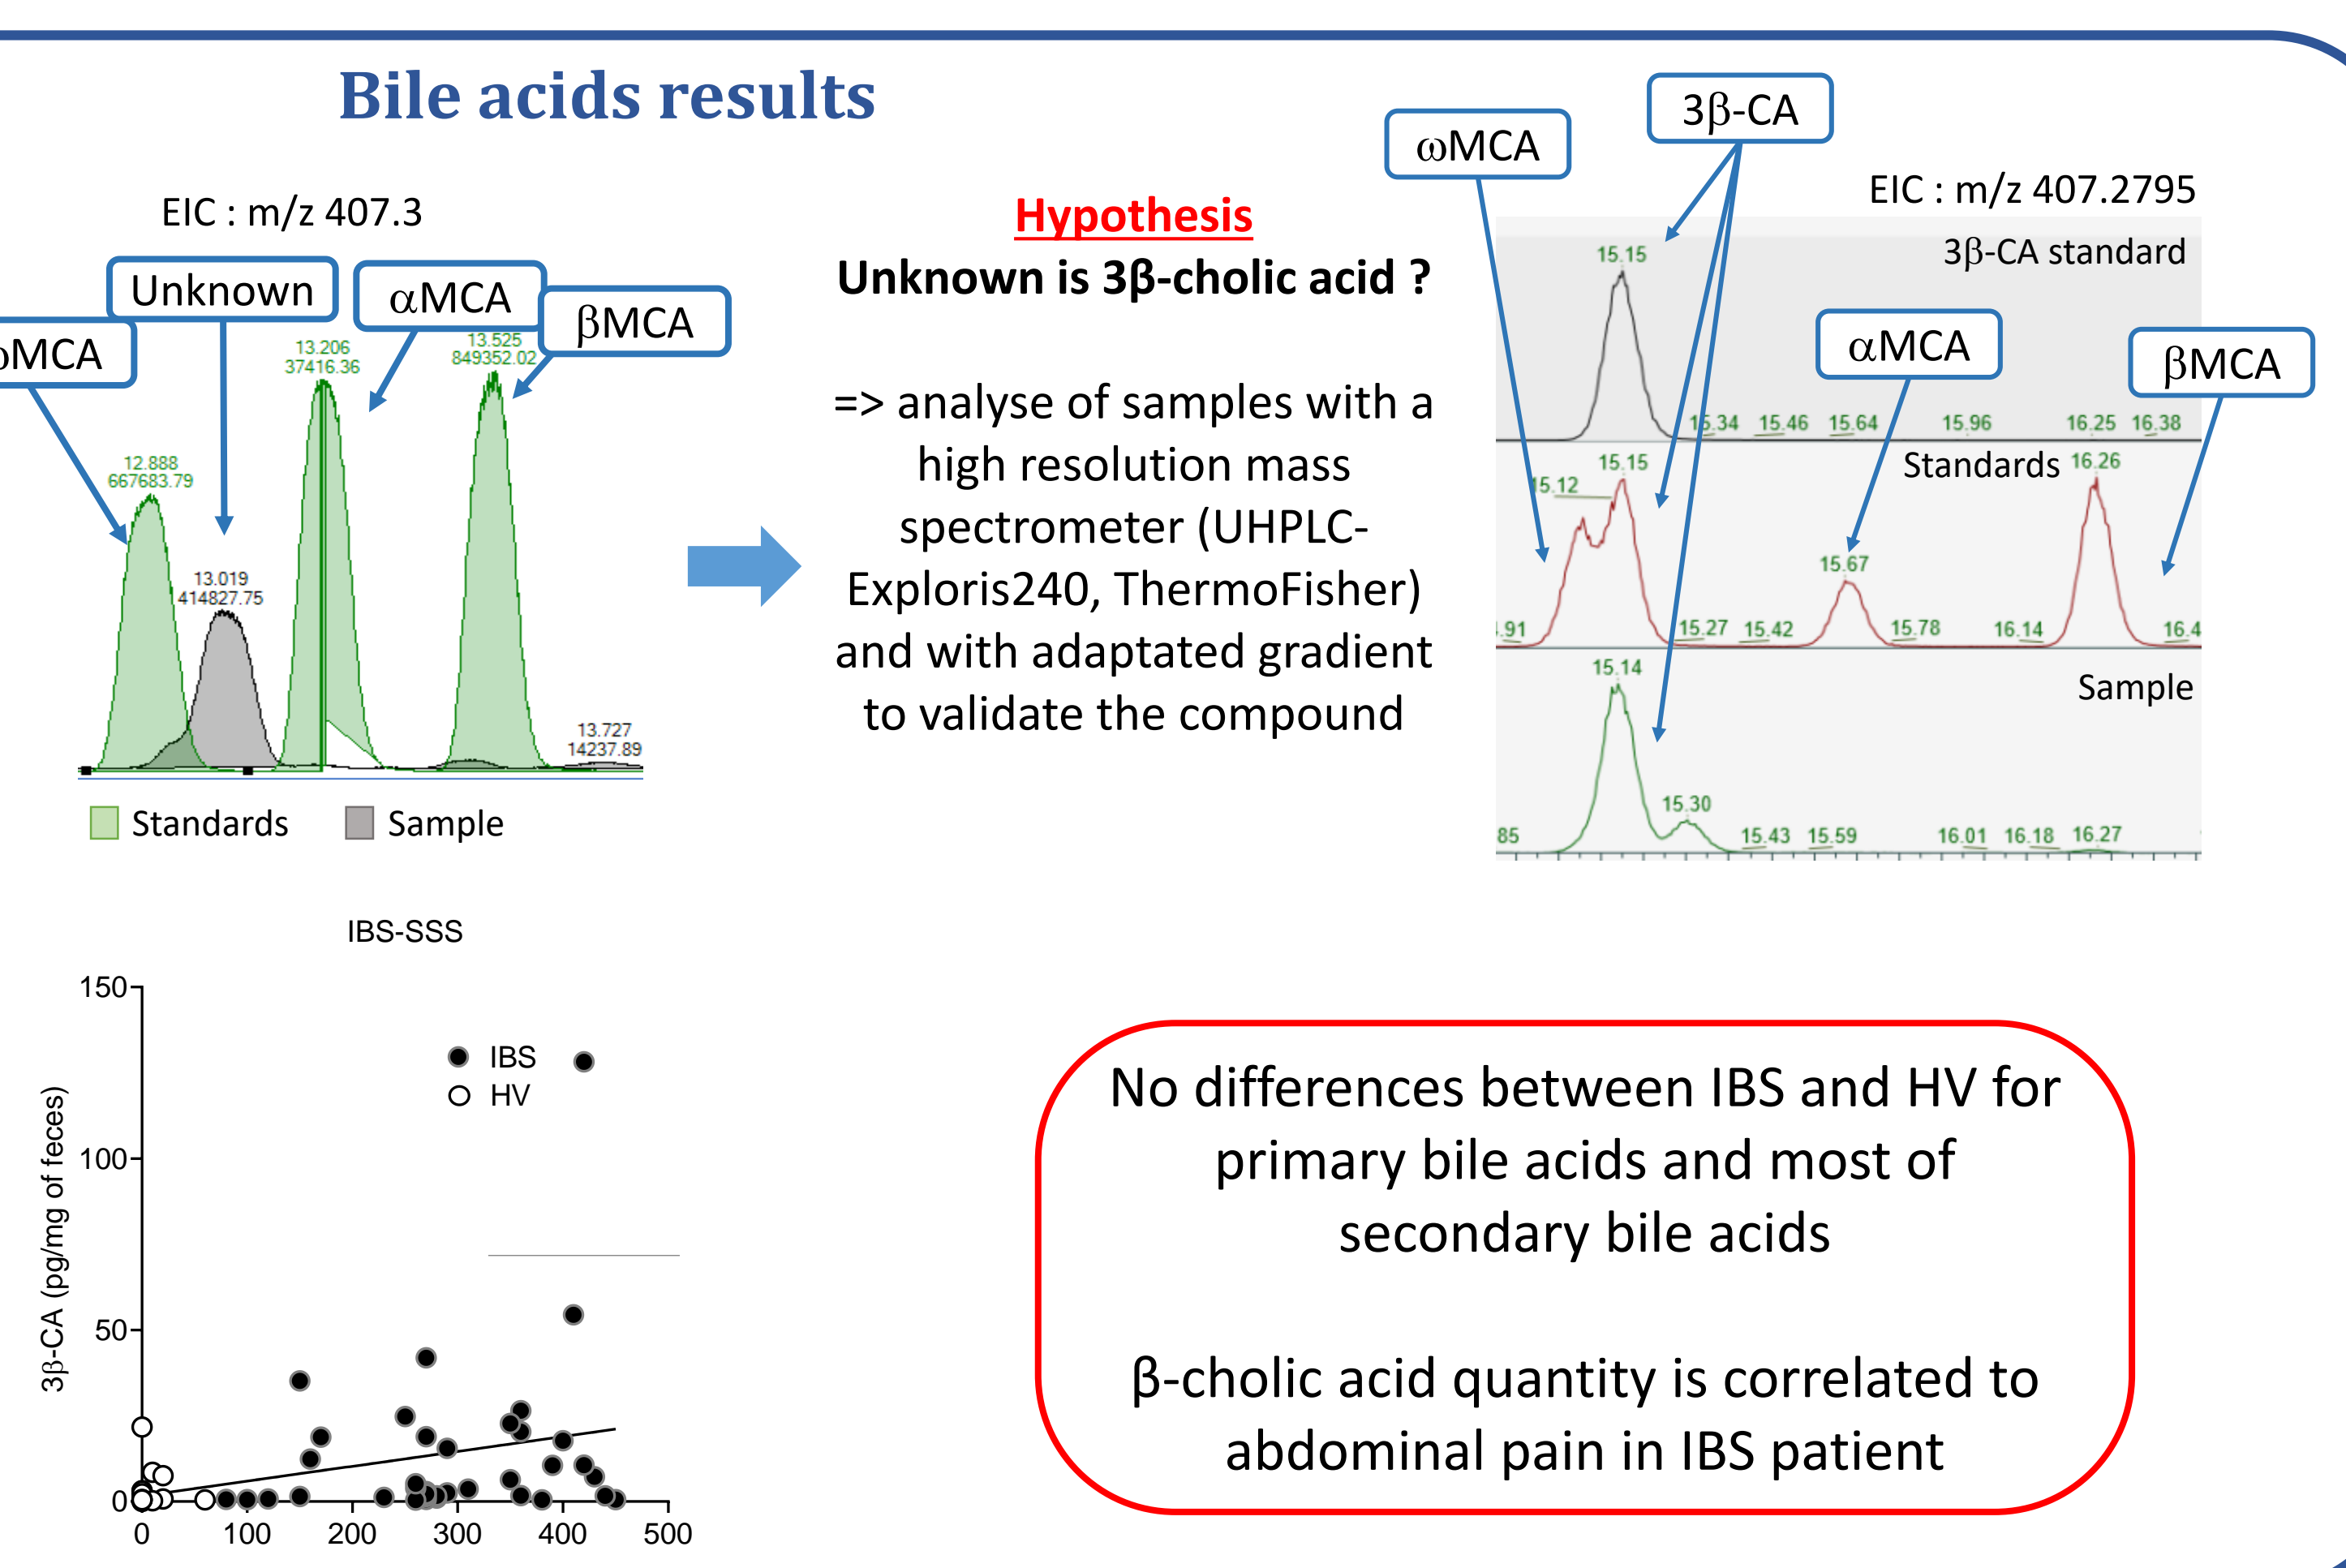 Bile acids results
EIC : m/z 407.3
Unknown
αMCA
βMCA
MCA
13.206
37416.36
13.525
849352.02
12.888
667683.79
13.019
414827.75
13.727
14237.89
Standards
Sample
Hypothesis
Unknown is 3β-cholic acid ?
=> analyse of samples with a
high resolution mass
spectrometer (UHPLC-
Exploris240, ThermoFisher)
and with adaptated gradient
to validate the compound
3β-CA
ωMCA
EIC : m/z 407.2795
αMCA
βMCA
3β-CA standard
15.15
15.34 15.46 15.64 15.96 16.25 16.38
Standards
15.12
15.15
15.67
16.26
.91 15.27 15.42 15.78 16.14 16.4
Sample
15.14
15.30
85 15.43 15.59 16.01 16.18 16.27
IBS-SSS
3β-CA (pg/mg of feces)
150
100
50
0
IBS
HV
0 100 200 300 400 500
No differences between IBS and HV for
primary bile acids and most of
secondary bile acids
β-cholic acid quantity is correlated to
abdominal pain in IBS patient